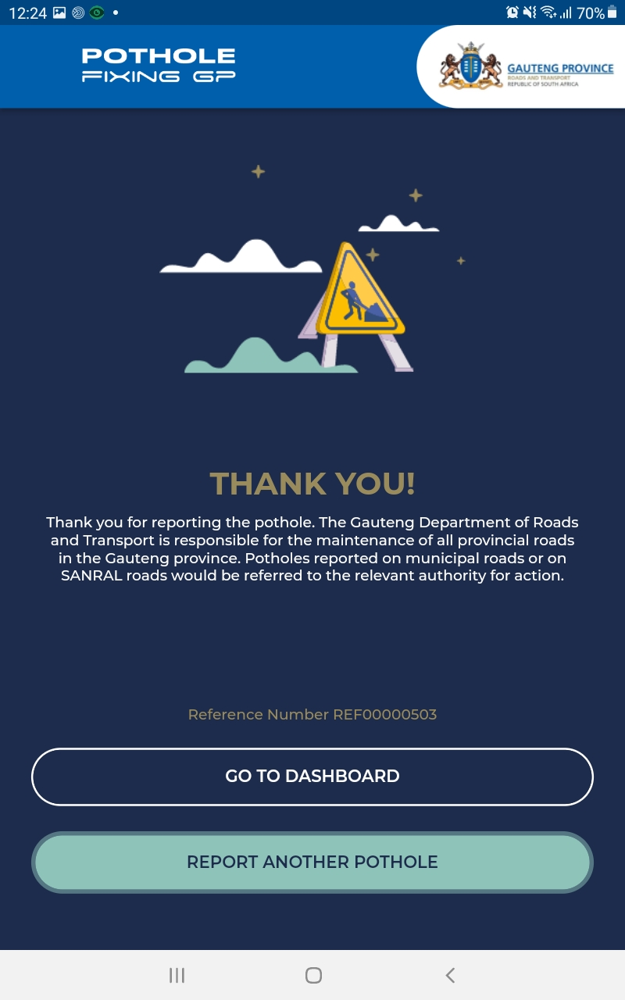 12:24
70%
POTHOLE
FIXING GP
GAUTENG PROVINCE
ROADS AND TRANSPORT
REPUBLIC OF SOUTH AFRICA
THANK YOU!
Thank you for reporting the pothole. The Gauteng Department of Roads
and Transport is responsible for the maintenance of all provincial roads
in the Gauteng province. Potholes reported on municipal roads or on
SANRAL roads would be referred to the relevant authority for action.
Reference Number REF00000503
GO TO DASHBOARD
REPORT ANOTHER POTHOLE